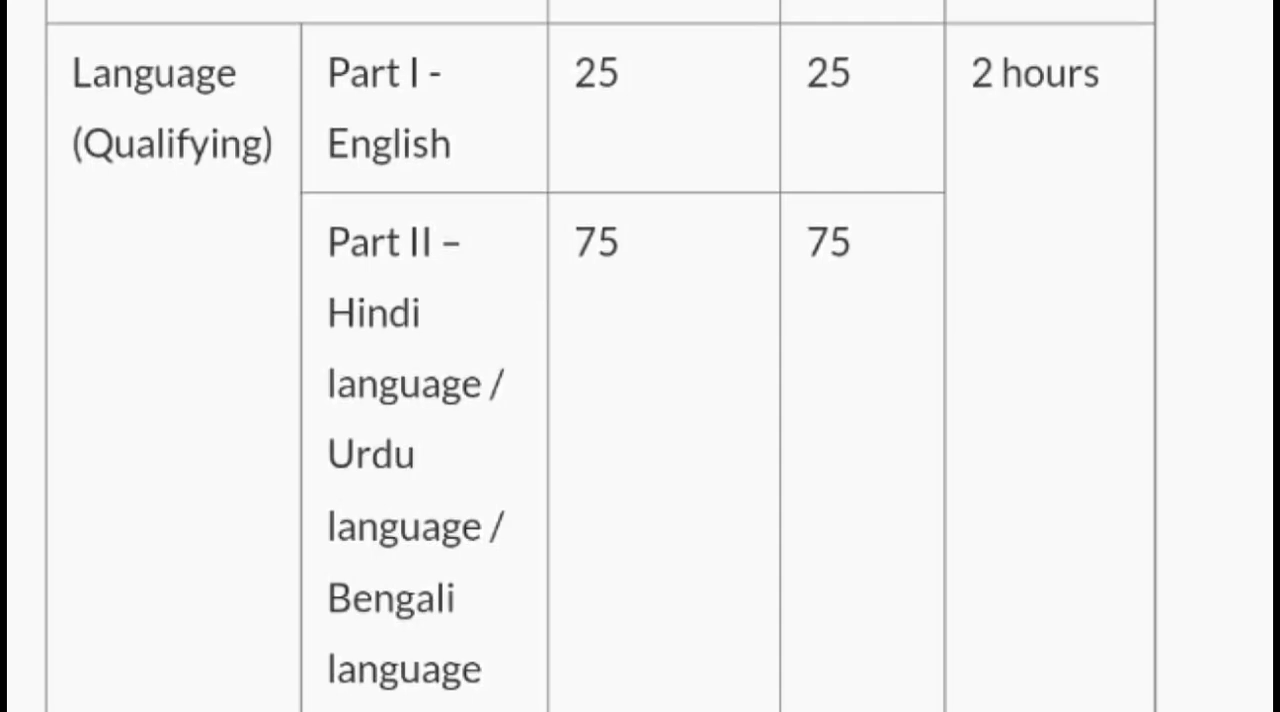 Language
(Qualifying)
Part I -
English
25
25
2 hours
Part II –
Hindi
language /
Urdu
language /
Bengali
language
75
75